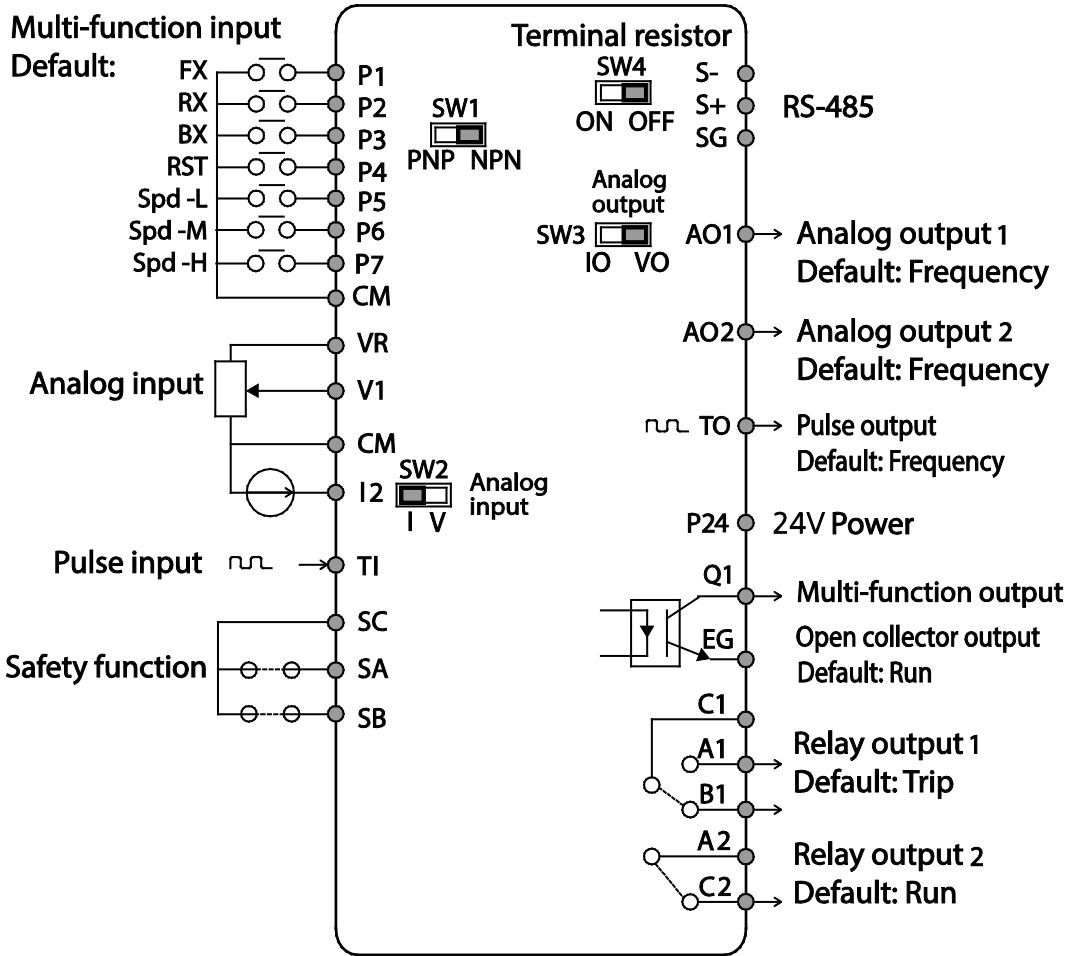 Multi-function input
Default:
FX
P1
RX
P2
BX
P3
RST
P4
Spd -L
P5
Spd -M
P6
Spd -H
P7
CM
SW1
PNP NPN
Analog input
VR
V1
CM
I2
SW2
I V
Analog
input
Pulse input
TI
Safety function
SC
SA
SB
Terminal resistor
SW4
ON OFF
S-
S+
SG
RS-485
Analog
output
SW3
IO VO
AO1
Analog output 1
Default: Frequency
AO2
Analog output 2
Default: Frequency
TO
Pulse output
Default: Frequency
P24
24V Power
Q1
Multi-function output
EG
Open collector output
Default: Run
C1
A1
B1
Relay output 1
Default: Trip
A2
C2
Relay output 2
Default: Run